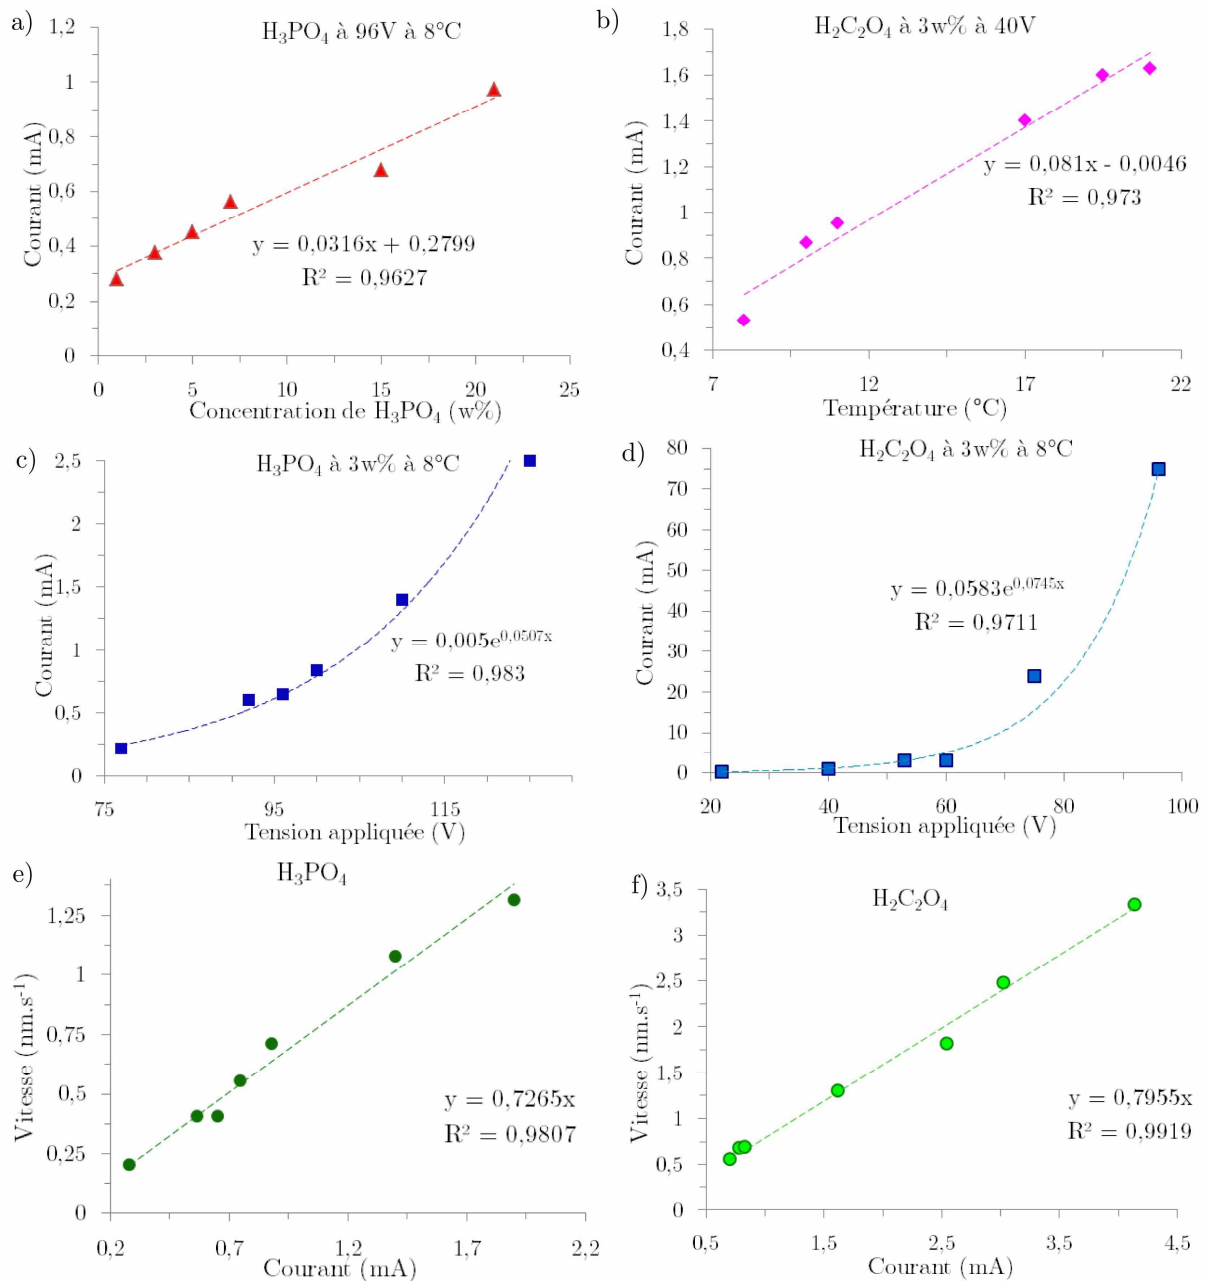 a)
H₃PO₄ à 96V à 8°C
Courant (mA)
1,2
1
0,8
0,6
0,4
0,2
0
y = 0,0316x + 0,2799
R² = 0,9627
0 5 10 15 20 25
Concentration de H₃PO₄ (w%)
b)
H₂C₂O₄ à 3w% à 40V
Courant (mA)
1,8
1,6
1,4
1,2
1
0,8
0,6
0,4
y = 0,081x - 0,0046
R² = 0,973
7 12 17 22
Température (°C)
c)
H₃PO₄ à 3w% à 8°C
Courant (mA)
2,5
2
1,5
1
0,5
0
y = 0,005e^0,0507x
R² = 0,983
75 95 115
Tension appliquée (V)
d)
H₂C₂O₄ à 3w% à 8°C
Courant (mA)
80
70
60
50
40
30
20
10
0
y = 0,0583e^0,0745x
R² = 0,9711
20 40 60 80 100
Tension appliquée (V)
e)
H₃PO₄
Vitesse (nm.s⁻¹)
1,25
1
0,75
0,5
0,25
0
y = 0,7265x
R² = 0,9807
0,2 0,7 1,2 1,7 2,2
Courant (mA)
f)
H₂C₂O₄
Vitesse (nm.s⁻¹)
3,5
3
2,5
2
1,5
1
0,5
0
y = 0,7955x
R² = 0,9919
0,5 1,5 2,5 3,5 4,5
Courant (mA)